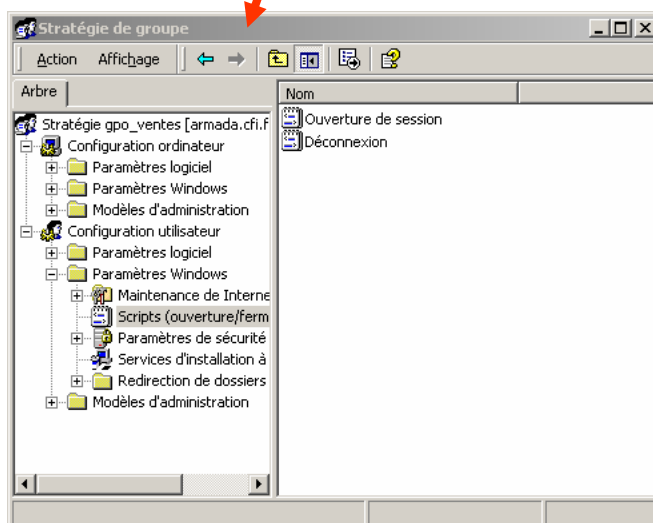 Stratégie de groupe
Action Affichage
Arbre
Nom
Stratégie gpo_ventes [armada.cfi.f
Configuration ordinateur
Paramètres logiciel
Paramètres Windows
Modèles d'administration
Configuration utilisateur
Paramètres logiciel
Paramètres Windows
Maintenance de Interne
Scripts (ouverture/ferm
Paramètres de sécurité
Services d'installation à
Redirection de dossiers
Modèles d'administration
Ouverture de session
Déconnexion